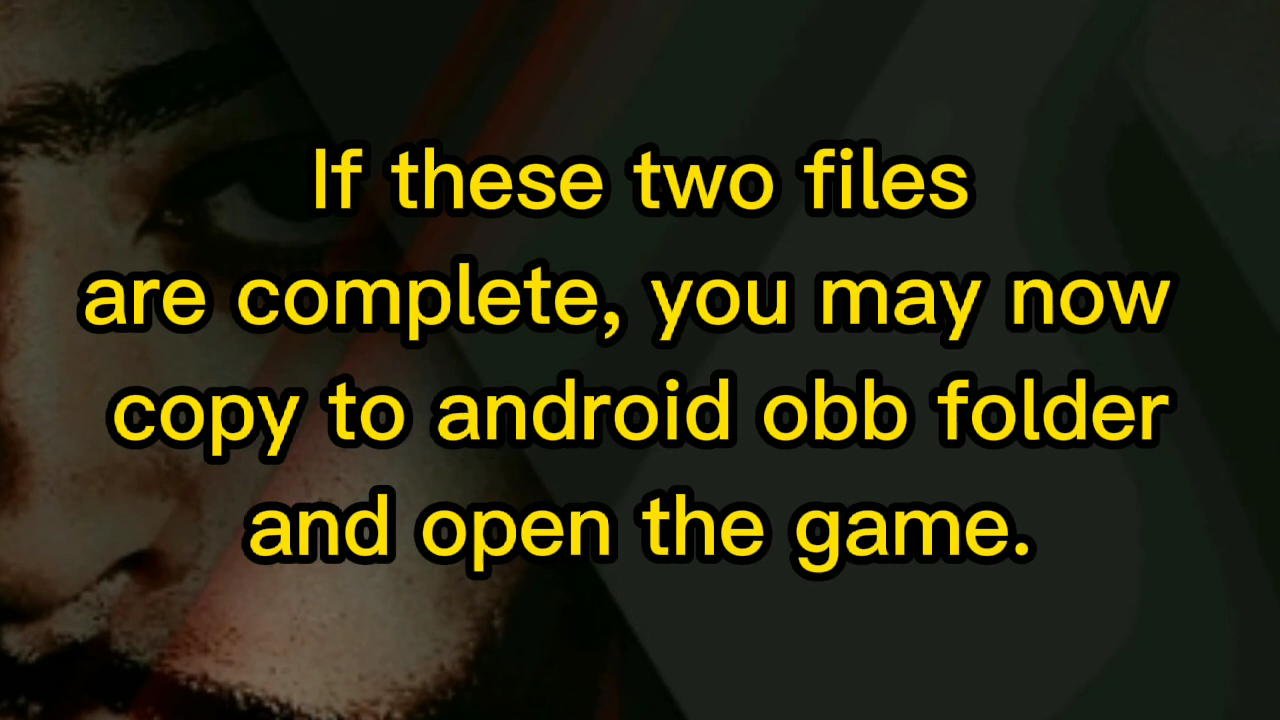 If these two files
are complete, you may now
copy to android obb folder
and open the game.